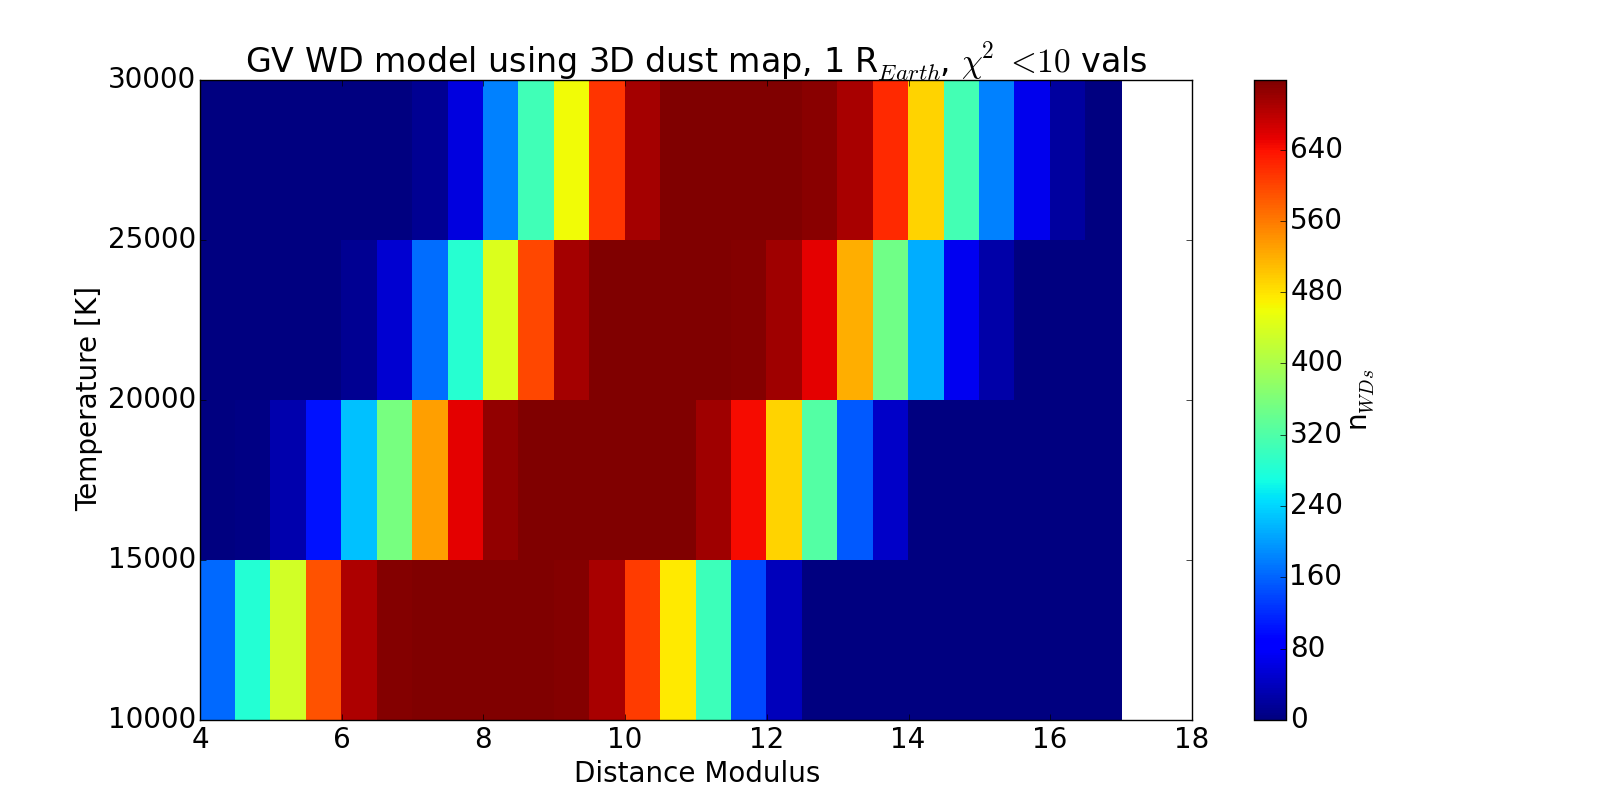 GV WD model using 3D dust map, 1 R_Earth, χ² <10 vals
30000
25000
20000
15000
10000
Temperature [K]
4 6 8 10 12 14 16 18
Distance Modulus
640
560
480
400
320
240
160
80
0
n_WDs